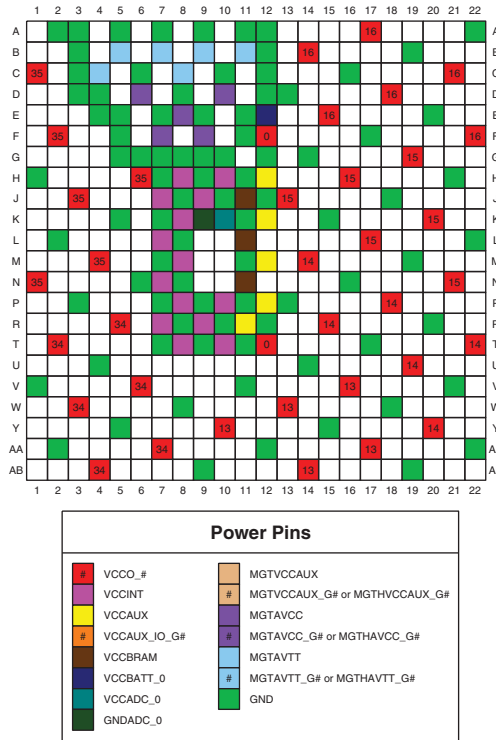 1 2 3 4 5 6 7 8 9 10 11 12 13 14 15 16 17 18 19 20 21 22
A 16 A
B 16 B
C 35 16
D 16 D
E 16 E
F 35 0 16
G 15
H 35 15 H
J 35 15 J
K 15 K
L 15 L
M 35 14 M
N 35 15 N
P 14
R 34 14
T 34 0 14 T
U 14 U
V 34 13 V
W 34 13
Y 13 14 Y
AA 34 13 A
AB 34 13 A
1 2 3 4 5 6 7 8 9 10 11 12 13 14 15 16 17 18 19 20 21 22
Power Pins
# VCCO_#
VCCINT
VCCAUX
# VCCAUX_IO_G#
VCCBRAM
VCCBATT_0
VCCADC_0
GNDADC_0
MGTVCCAUX
# MGTVCCAUX_G# or MGTHVCCAUX_G#
MGTAVCC
# MGTAVCC_G# or MGTHAVCC_G#
MGTAVTT
# MGTAVTT_G# or MGTHAVTT_G#
GND